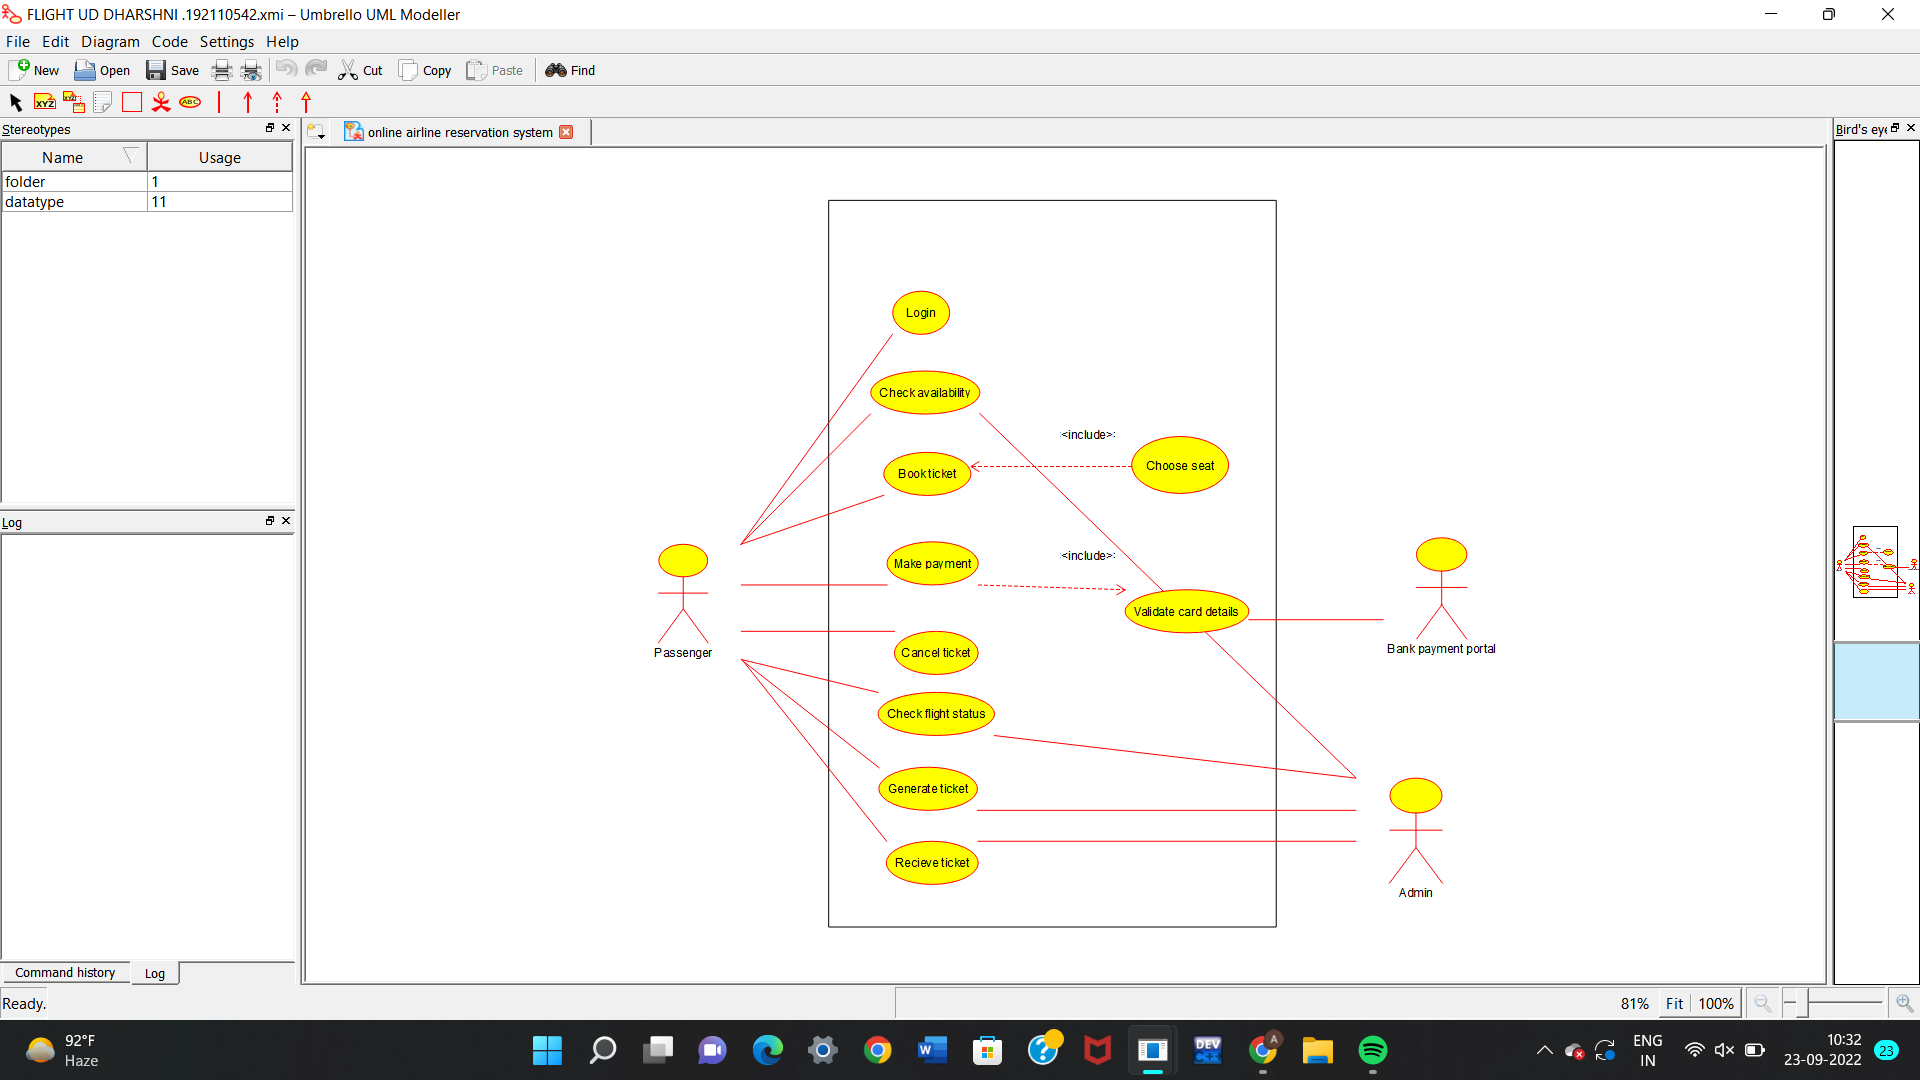 FLIGHT UD DHARSHNI .192110542.xmi – Umbrello UML Modeller
File Edit Diagram Code Settings Help
New Open Save Cut Copy Paste Find
XYZ XYZ ABC
Stereotypes
Name Usage
folder 1
datatype 11
Log
Command history Log
online airline reservation system
Bird's eye
Login
Check availability
<include>
Choose seat
Book ticket
<include>
Make payment
Validate card details
Passenger
Cancel ticket
Bank payment portal
Check flight status
Generate ticket
Recieve ticket
Admin
Ready.
81% Fit 100%
92°F
Haze
DEV
C++
A
ENG
IN
10:32
23-09-2022
23